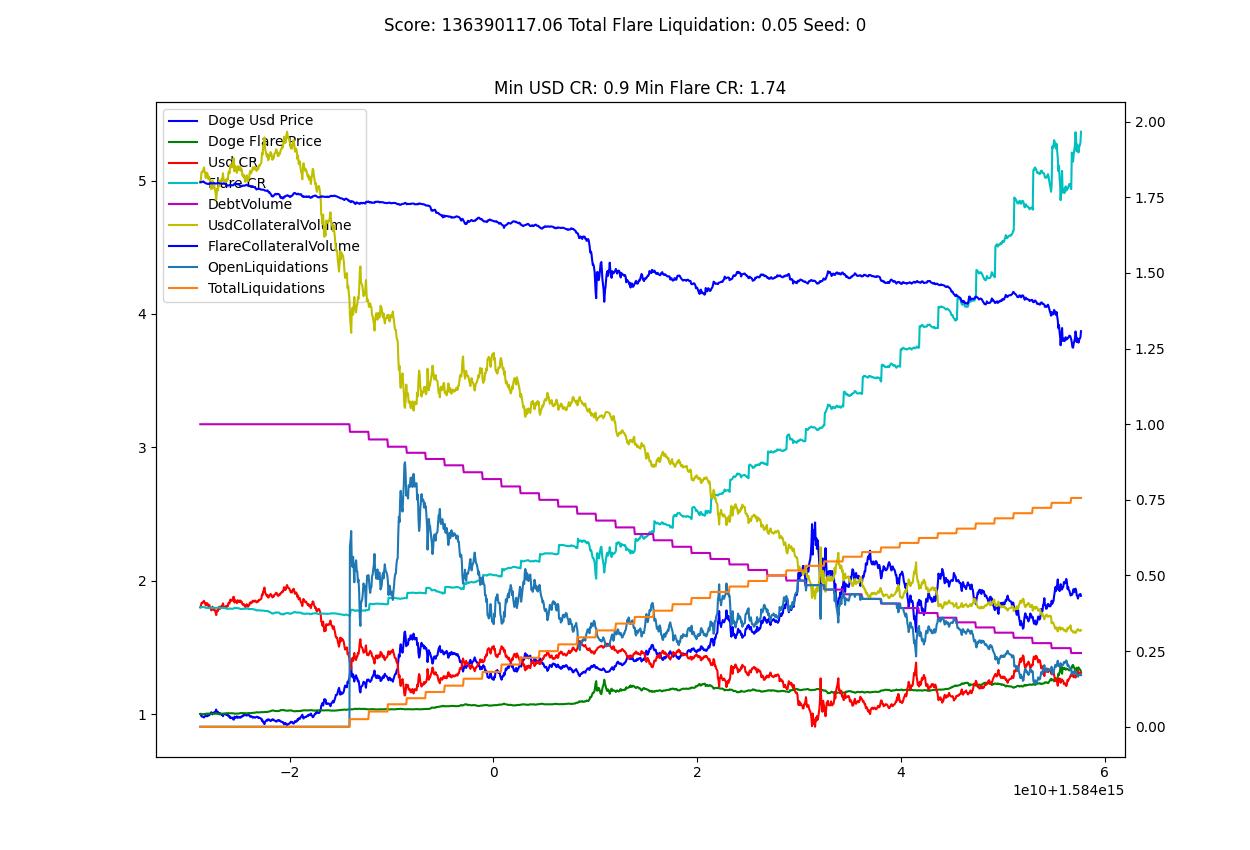 Score: 136390117.06 Total Flare Liquidation: 0.05 Seed: 0
Min USD CR: 0.9 Min Flare CR: 1.74
Doge Usd Price
Doge Flare Price
Usd CR
Flare CR
DebtVolume
UsdCollateralVolume
FlareCollateralVolume
OpenLiquidations
TotalLiquidations
5
4
3
2
1
2.00
1.75
1.50
1.25
1.00
0.75
0.50
0.25
0.00
−2 0 2 4 6
1e10+1.584e15